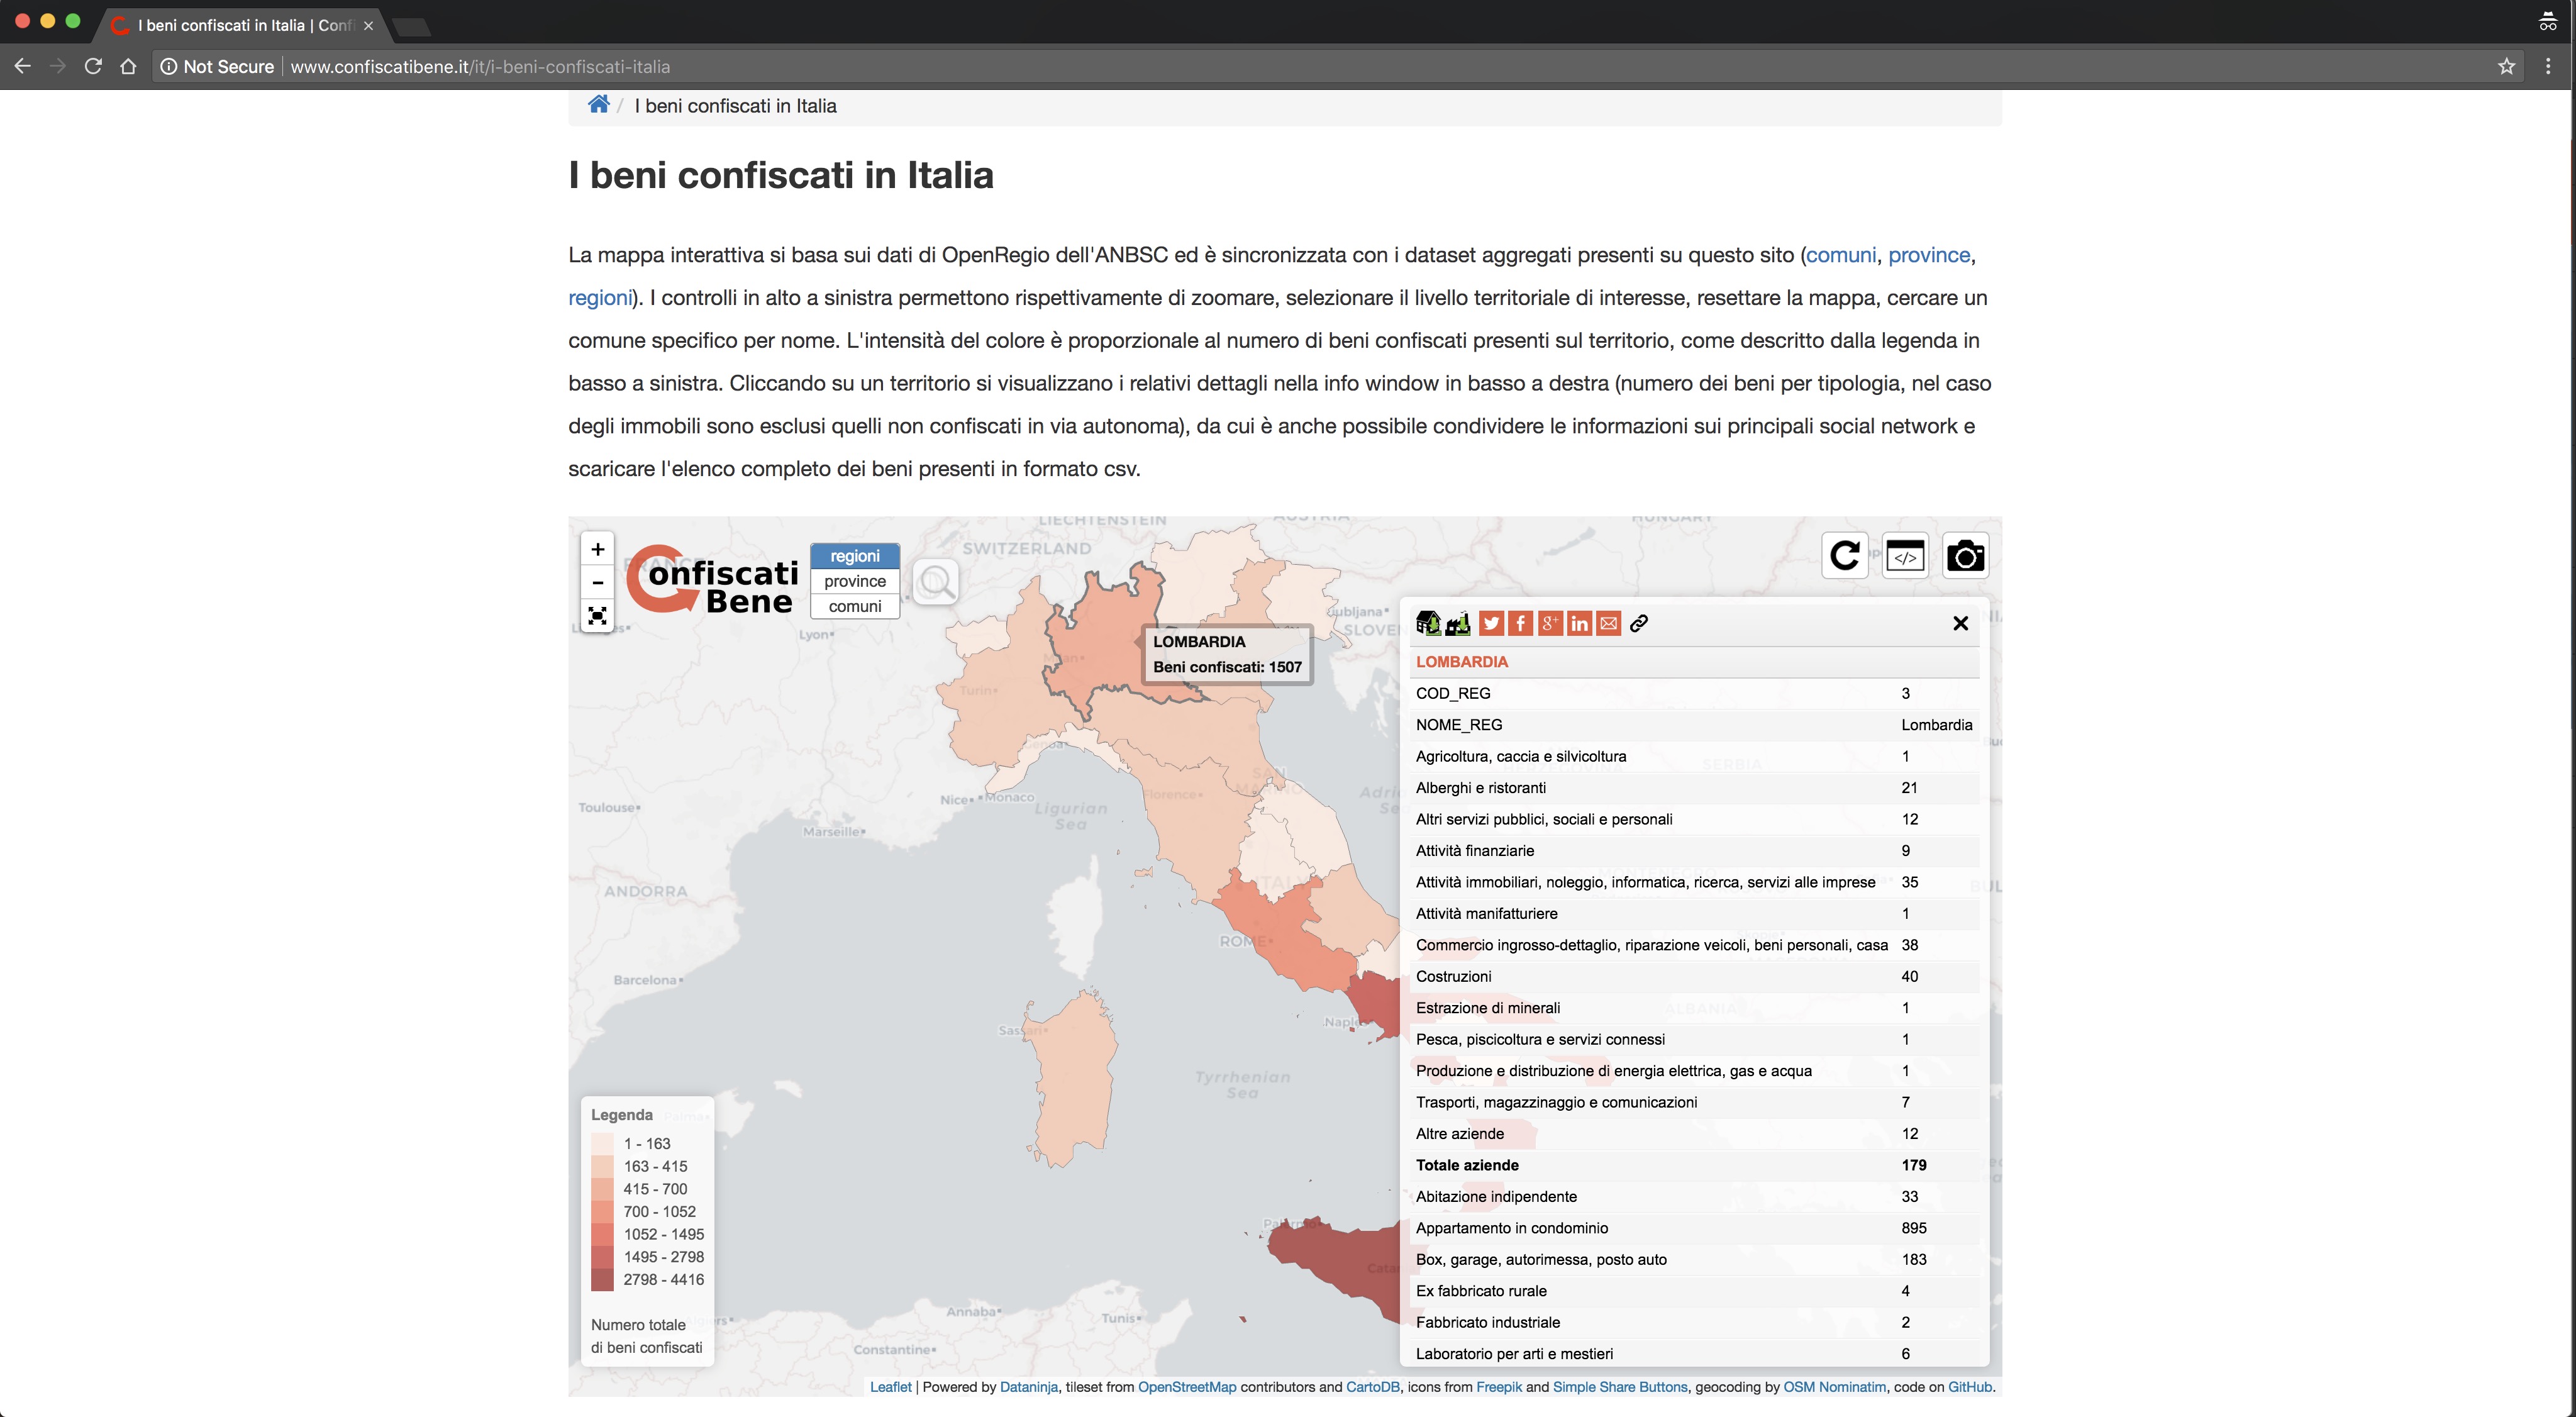 I beni confiscati in Italia | Conf
Not Secure
www.confiscatibene.it/it/i-beni-confiscati-italia
/ I beni confiscati in Italia
I beni confiscati in Italia
La mappa interattiva si basa sui dati di OpenRegio dell'ANBSC ed è sincronizzata con i dataset aggregati presenti su questo sito (comuni, province,
regioni). I controlli in alto a sinistra permettono rispettivamente di zoomare, selezionare il livello territoriale di interesse, resettare la mappa, cercare un
comune specifico per nome. L'intensità del colore è proporzionale al numero di beni confiscati presenti sul territorio, come descritto dalla legenda in
basso a sinistra. Cliccando su un territorio si visualizzano i relativi dettagli nella info window in basso a destra (numero dei beni per tipologia, nel caso
degli immobili sono esclusi quelli non confiscati in via autonoma), da cui è anche possibile condividere le informazioni sui principali social network e
scaricare l'elenco completo dei beni presenti in formato csv.
LIECHTENSTEIN
AUSTRIA
HUNGARY
SWITZERLAND
FRANCE
+
-
Confiscati
Bene
regioni
province
comuni
</>
Lyon
Milan
Turin
Genoa
LOMBARDIA
Beni confiscati: 1507
Nice
Monaco
Ligurian
Sea
Florence
SAN
MARINO
Toulouse
Marseille
ANDORRA
Barcelona
ITALY
ROME
Naples
Sassari
Tyrrhenian
Sea
Palermo
Annaba
Tunis
Constantine
SERBIA
ALBANIA
LOMBARDIA
COD_REG 3
NOME_REG Lombardia
Agricoltura, caccia e silvicoltura 1
Alberghi e ristoranti 21
Altri servizi pubblici, sociali e personali 12
Attività finanziarie 9
Attività immobiliari, noleggio, informatica, ricerca, servizi alle imprese 35
Attività manifatturiere 1
Commercio ingrosso-dettaglio, riparazione veicoli, beni personali, casa 38
Costruzioni 40
Estrazione di minerali 1
Pesca, piscicoltura e servizi connessi 1
Produzione e distribuzione di energia elettrica, gas e acqua 1
Trasporti, magazzinaggio e comunicazioni 7
Altre aziende 12
Totale aziende 179
Abitazione indipendente 33
Appartamento in condominio 895
Box, garage, autorimessa, posto auto 183
Ex fabbricato rurale 4
Fabbricato industriale 2
Laboratorio per arti e mestieri 6
Legenda
1 - 163
163 - 415
415 - 700
700 - 1052
1052 - 1495
1495 - 2798
2798 - 4416
Numero totale
di beni confiscati
Leaflet | Powered by Dataninja, tileset from OpenStreetMap contributors and CartoDB, icons from Freepik and Simple Share Buttons, geocoding by OSM Nominatim, code on GitHub.